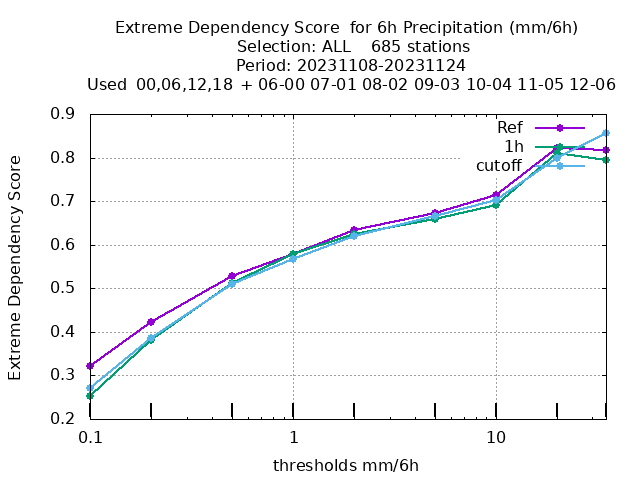 Extreme Dependency Score  for 6h Precipitation (mm/6h)
Selection: ALL    685 stations
Period: 20231108-20231124
Used  00,06,12,18  + 06-00 07-01 08-02 09-03 10-04 11-05 12-06
Extreme Dependency Score
0.9
0.8
0.7
0.6
0.5
0.4
0.3
0.2
Ref
1h
cutoff
0.1 1 10
thresholds mm/6h